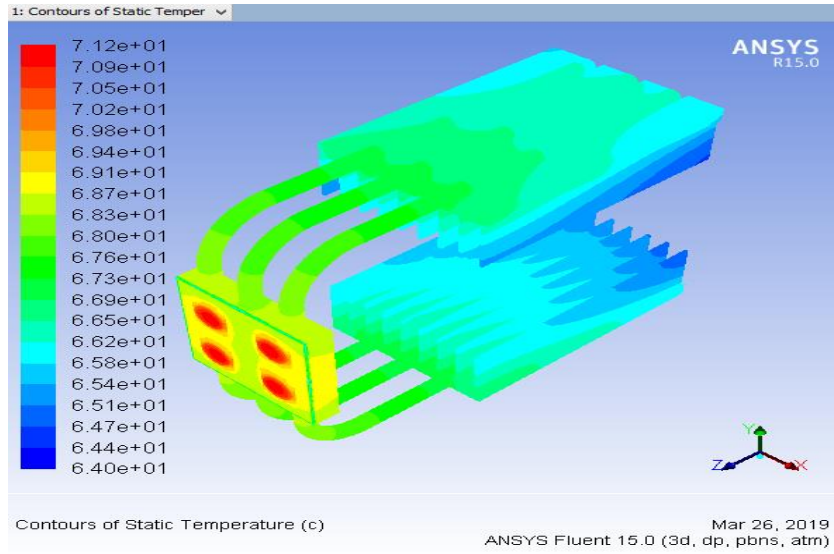 1: Contours of Static Temper
7.12e+01
7.09e+01
7.05e+01
7.02e+01
6.98e+01
6.94e+01
6.91e+01
6.87e+01
6.83e+01
6.80e+01
6.76e+01
6.73e+01
6.69e+01
6.65e+01
6.62e+01
6.58e+01
6.54e+01
6.51e+01
6.47e+01
6.44e+01
6.40e+01
ANSYS
R15.0
Y
Z
X
Contours of Static Temperature (c)
Mar 26, 2019
ANSYS Fluent 15.0 (3d, dp, pbns, atm)